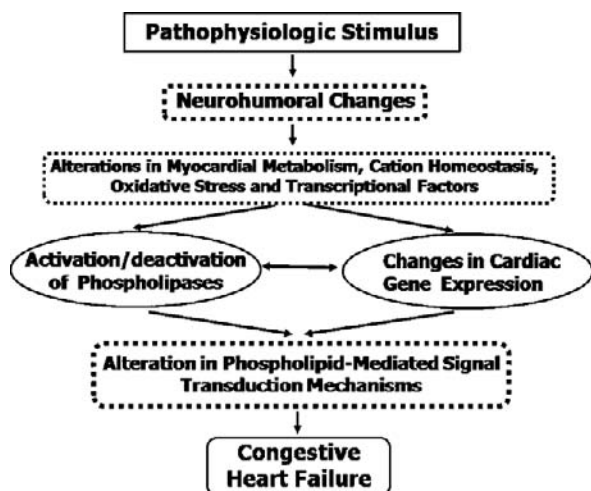 Pathophysiologic Stimulus
Neurohumoral Changes
Alterations in Myocardial Metabolism, Cation Homeostasis,
Oxidative Stress and Transcriptional Factors
Activation/deactivation
of Phospholipases
Changes in Cardiac
Gene Expression
Alteration in Phospholipid-Mediated Signal
Transduction Mechanisms
Congestive
Heart Failure